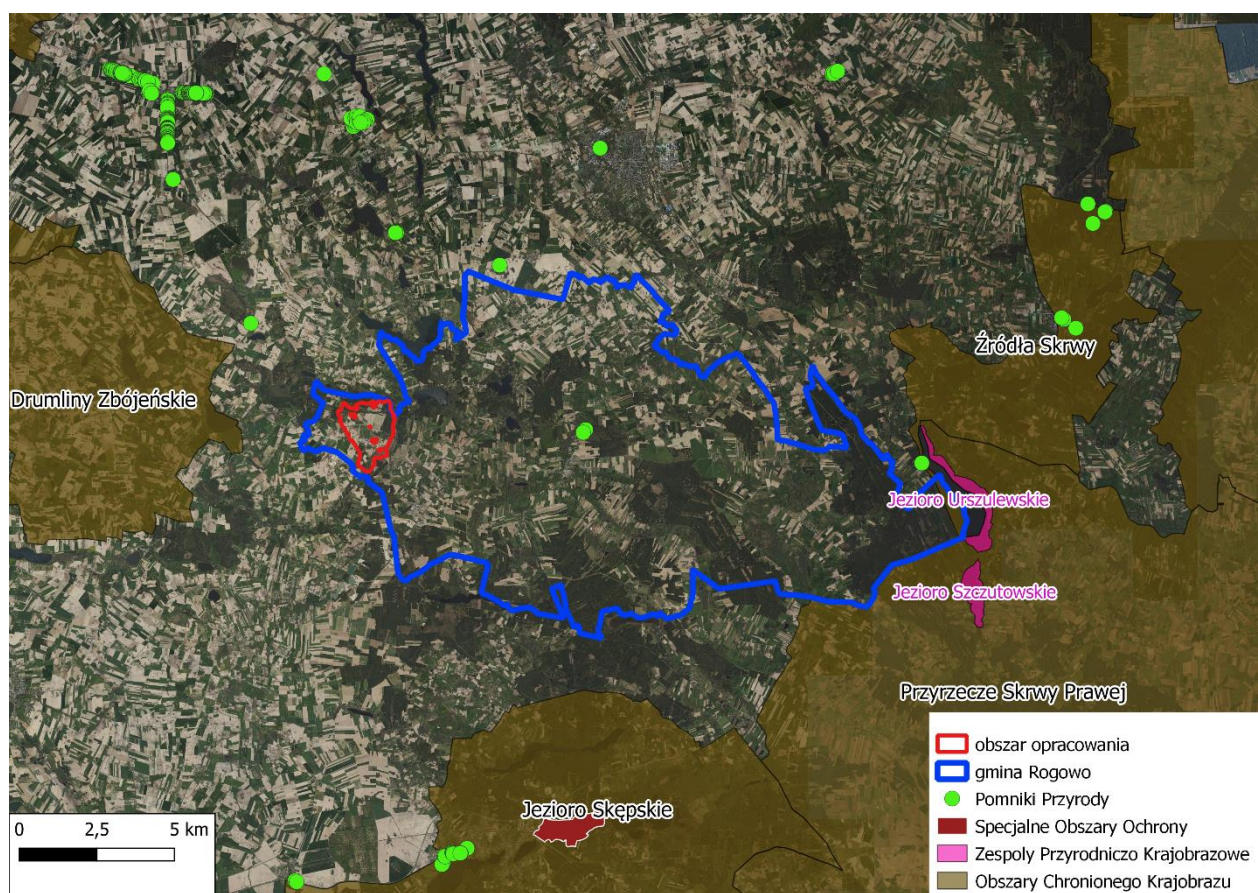 Źródła Skrwy
Drumliny Zbójeńskie
Jezioro Urszulewskie
Jezioro Szczutowskie
Przyrzecze Skrwy Prawej
Jezioro Skępskie
0 2,5 5 km
obszar opracowania
gmina Rogowo
Pomniki Przyrody
Specjalne Obszary Ochrony
Zespoly Przyrodniczo Krajobrazowe
Obszary Chronionego Krajobrazu